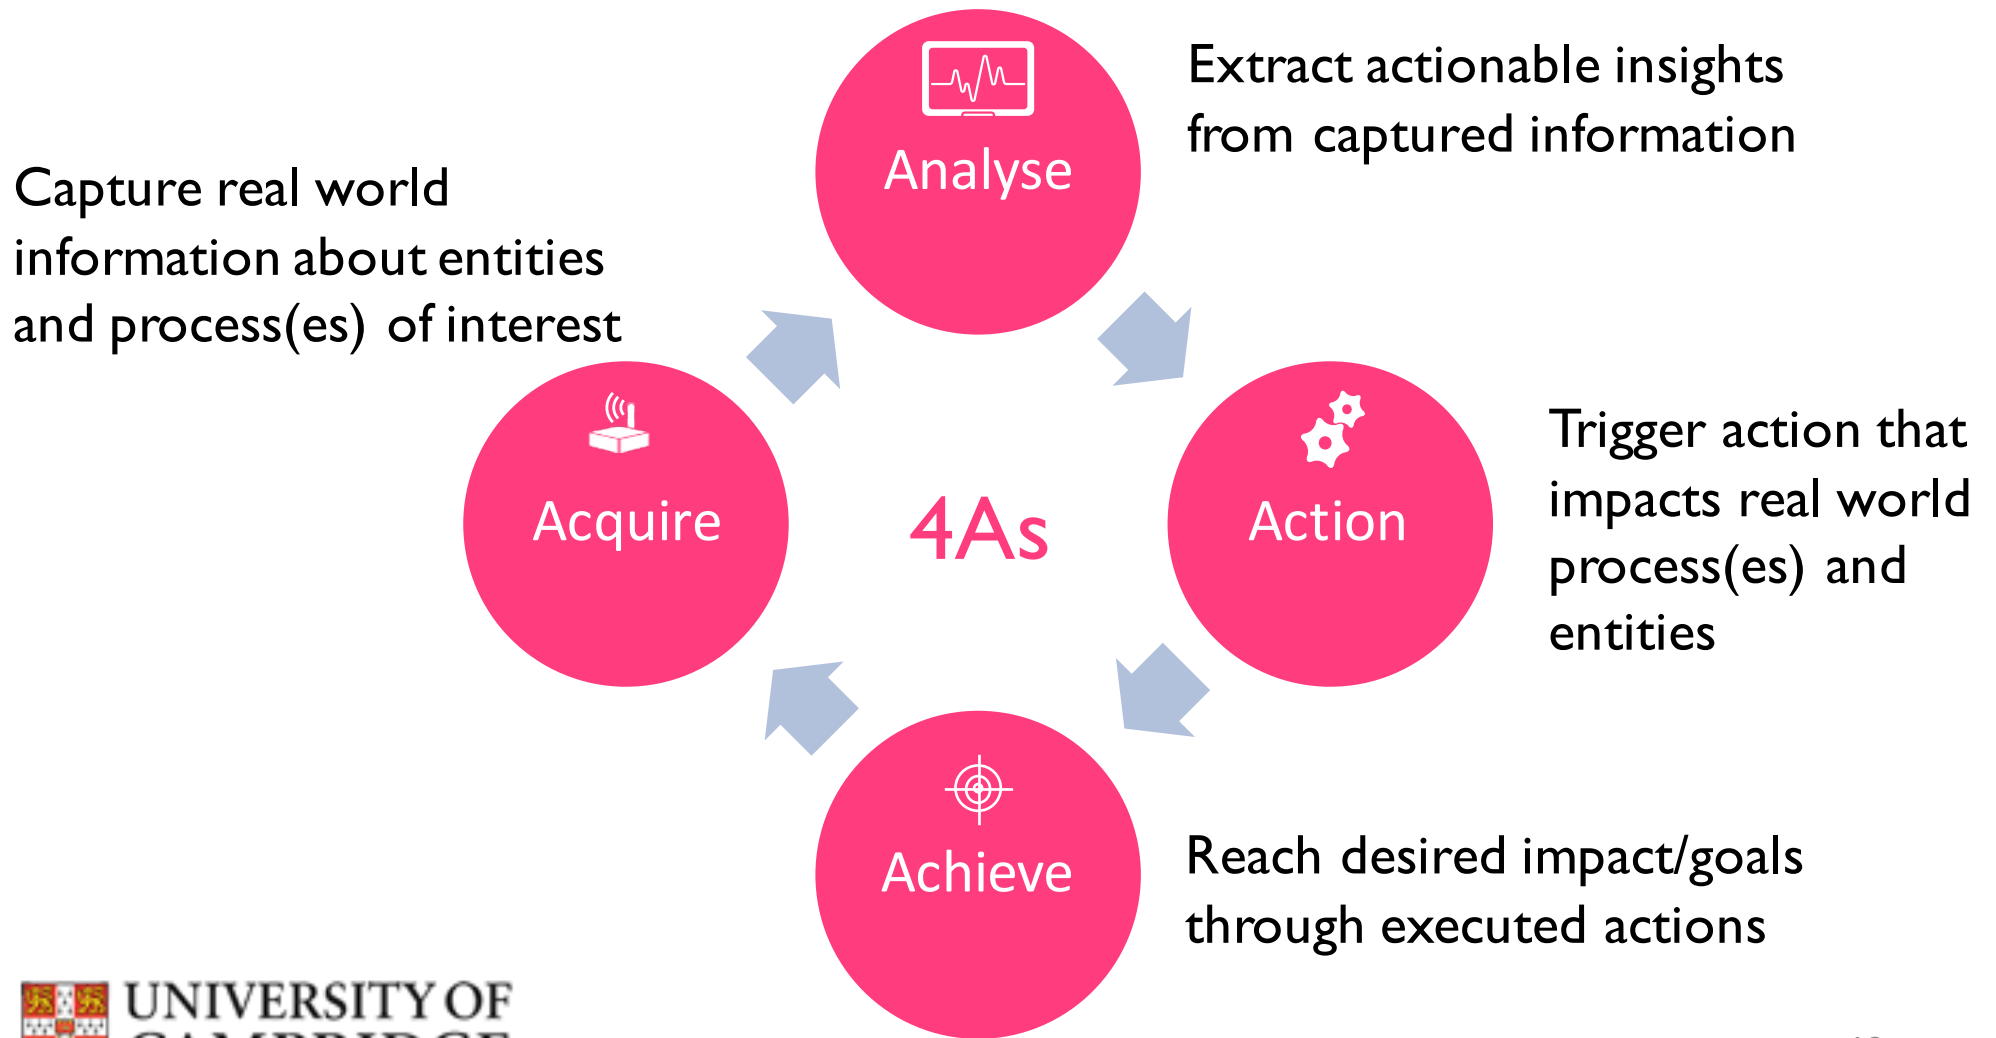 Analyse
Extract actionable insights
from captured information
Capture real world
information about entities
and process(es) of interest
Acquire
4As
Action
Trigger action that
impacts real world
process(es) and
entities
Achieve
Reach desired impact/goals
through executed actions
UNIVERSITY OF
CAMBRIDGE